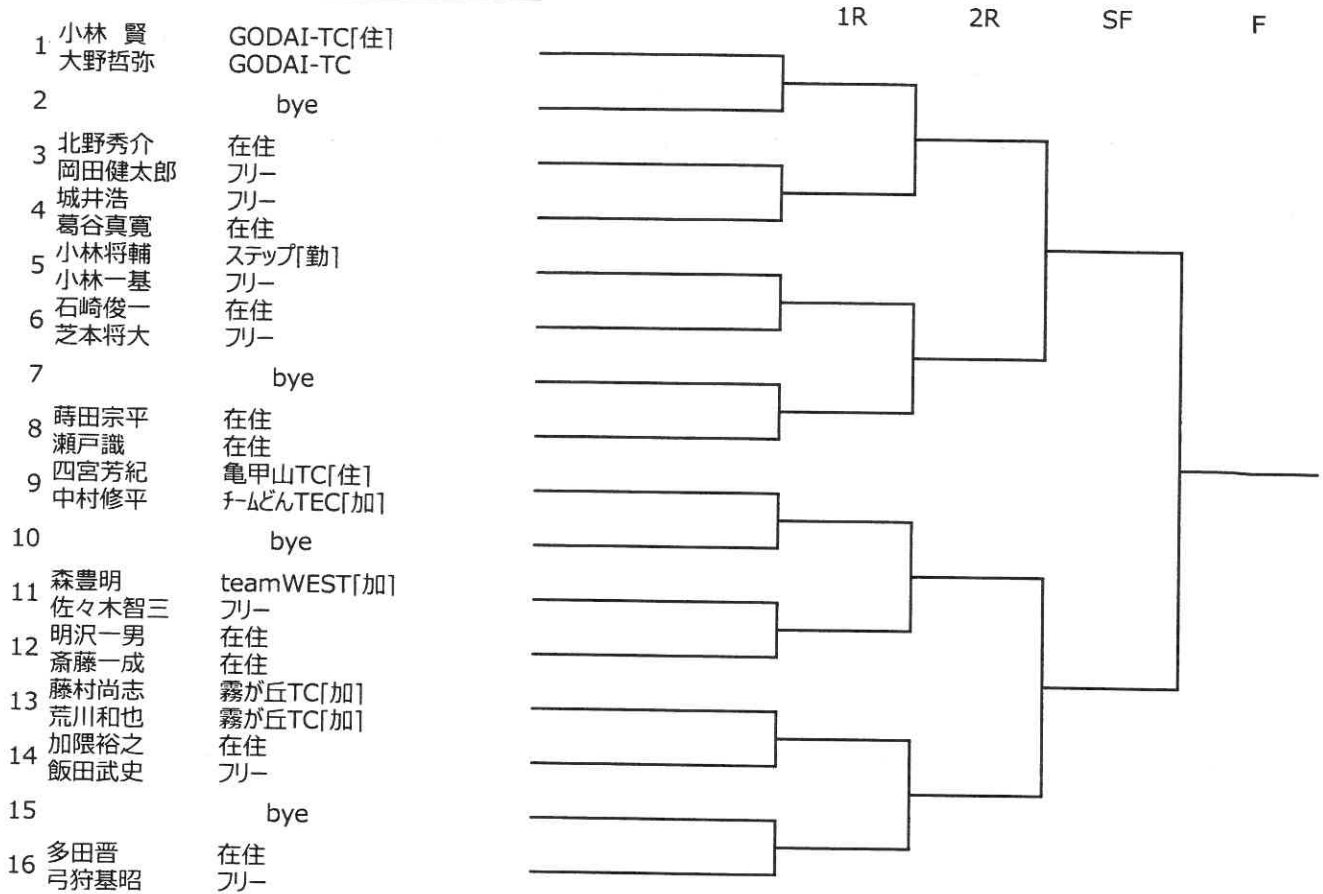 1R 2R SF F
1 小林 賢 GODAI-TC[住]
大野哲弥 GODAI-TC
2 bye
3 北野秀介 在住
岡田健太郎 フリー
4 城井浩 フリー
葛谷真寛 在住
5 小林将輔 ステップ[勤]
小林一基 フリー
6 石崎俊一 在住
芝本将大 フリー
7 bye
8 蒔田宗平 在住
瀬戸識 在住
9 四宮芳紀 亀甲山TC[住]
中村修平 チームどんTEC[加]
10 bye
11 森豊明 teamWEST[加]
佐々木智三 フリー
12 明沢一男 在住
斎藤一成 在住
13 藤村尚志 霧が丘TC[加]
荒川和也 霧が丘TC[加]
14 加隈裕之 在住
飯田武史 フリー
15 bye
16 多田晋 在住
弓狩基昭 フリー